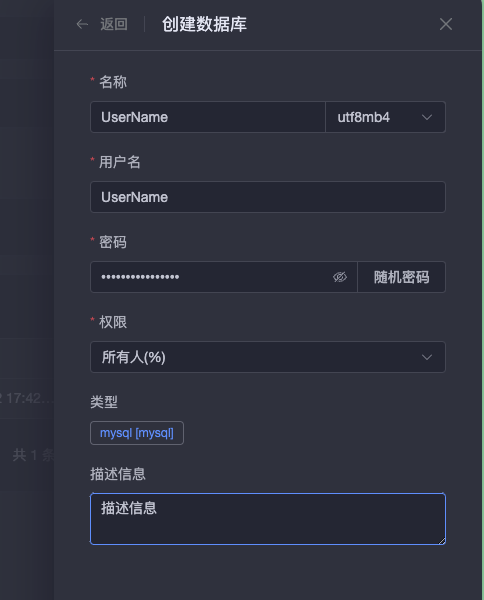 返回 创建数据库
* 名称
UserName utf8mb4
* 用户名
UserName
* 密码
•••••••••••••••• 随机密码
* 权限
所有人(%)
类型
2 17:42...
mysql [mysql]
共 1 条
描述信息
描述信息